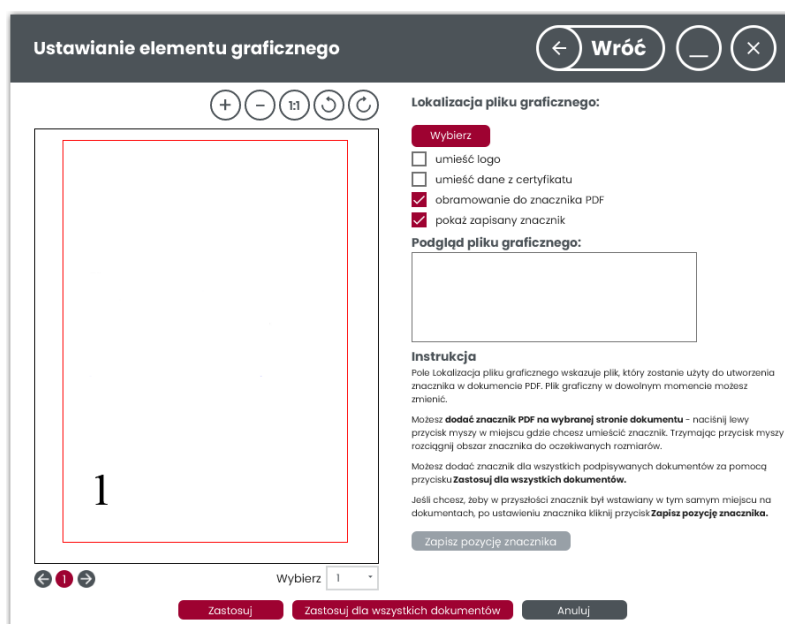 Ustawianie elementu graficznego
Wróć
1:1
Lokalizacja pliku graficznego:
Wybierz
umieść logo
umieść dane z certyfikatu
obramowanie do znacznika PDF
pokaż zapisany znacznik
Podgląd pliku graficznego:
Instrukcja
Pole Lokalizacja pliku graficznego wskazuje plik, który zostanie użyty do utworzenia
znacznika w dokumencie PDF. Plik graficzny w dowolnym momencie możesz
zmienić.
Możesz dodać znacznik PDF na wybranej stronie dokumentu - naciśnij lewy
przycisk myszy w miejscu gdzie chcesz umieścić znacznik. Trzymając przycisk myszy
rozciągnij obszar znacznika do oczekiwanych rozmiarów.
Możesz dodać znacznik dla wszystkich podpisywanych dokumentów za pomocą
przycisku Zastosuj dla wszystkich dokumentów.
Jeśli chcesz, żeby w przyszłości znacznik był wstawiany w tym samym miejscu na
dokumentach, po ustawieniu znacznika kliknij przycisk Zapisz pozycję znacznika.
Zapisz pozycję znacznika
1
1
Wybierz 1
Zastosuj
Zastosuj dla wszystkich dokumentów
Anuluj